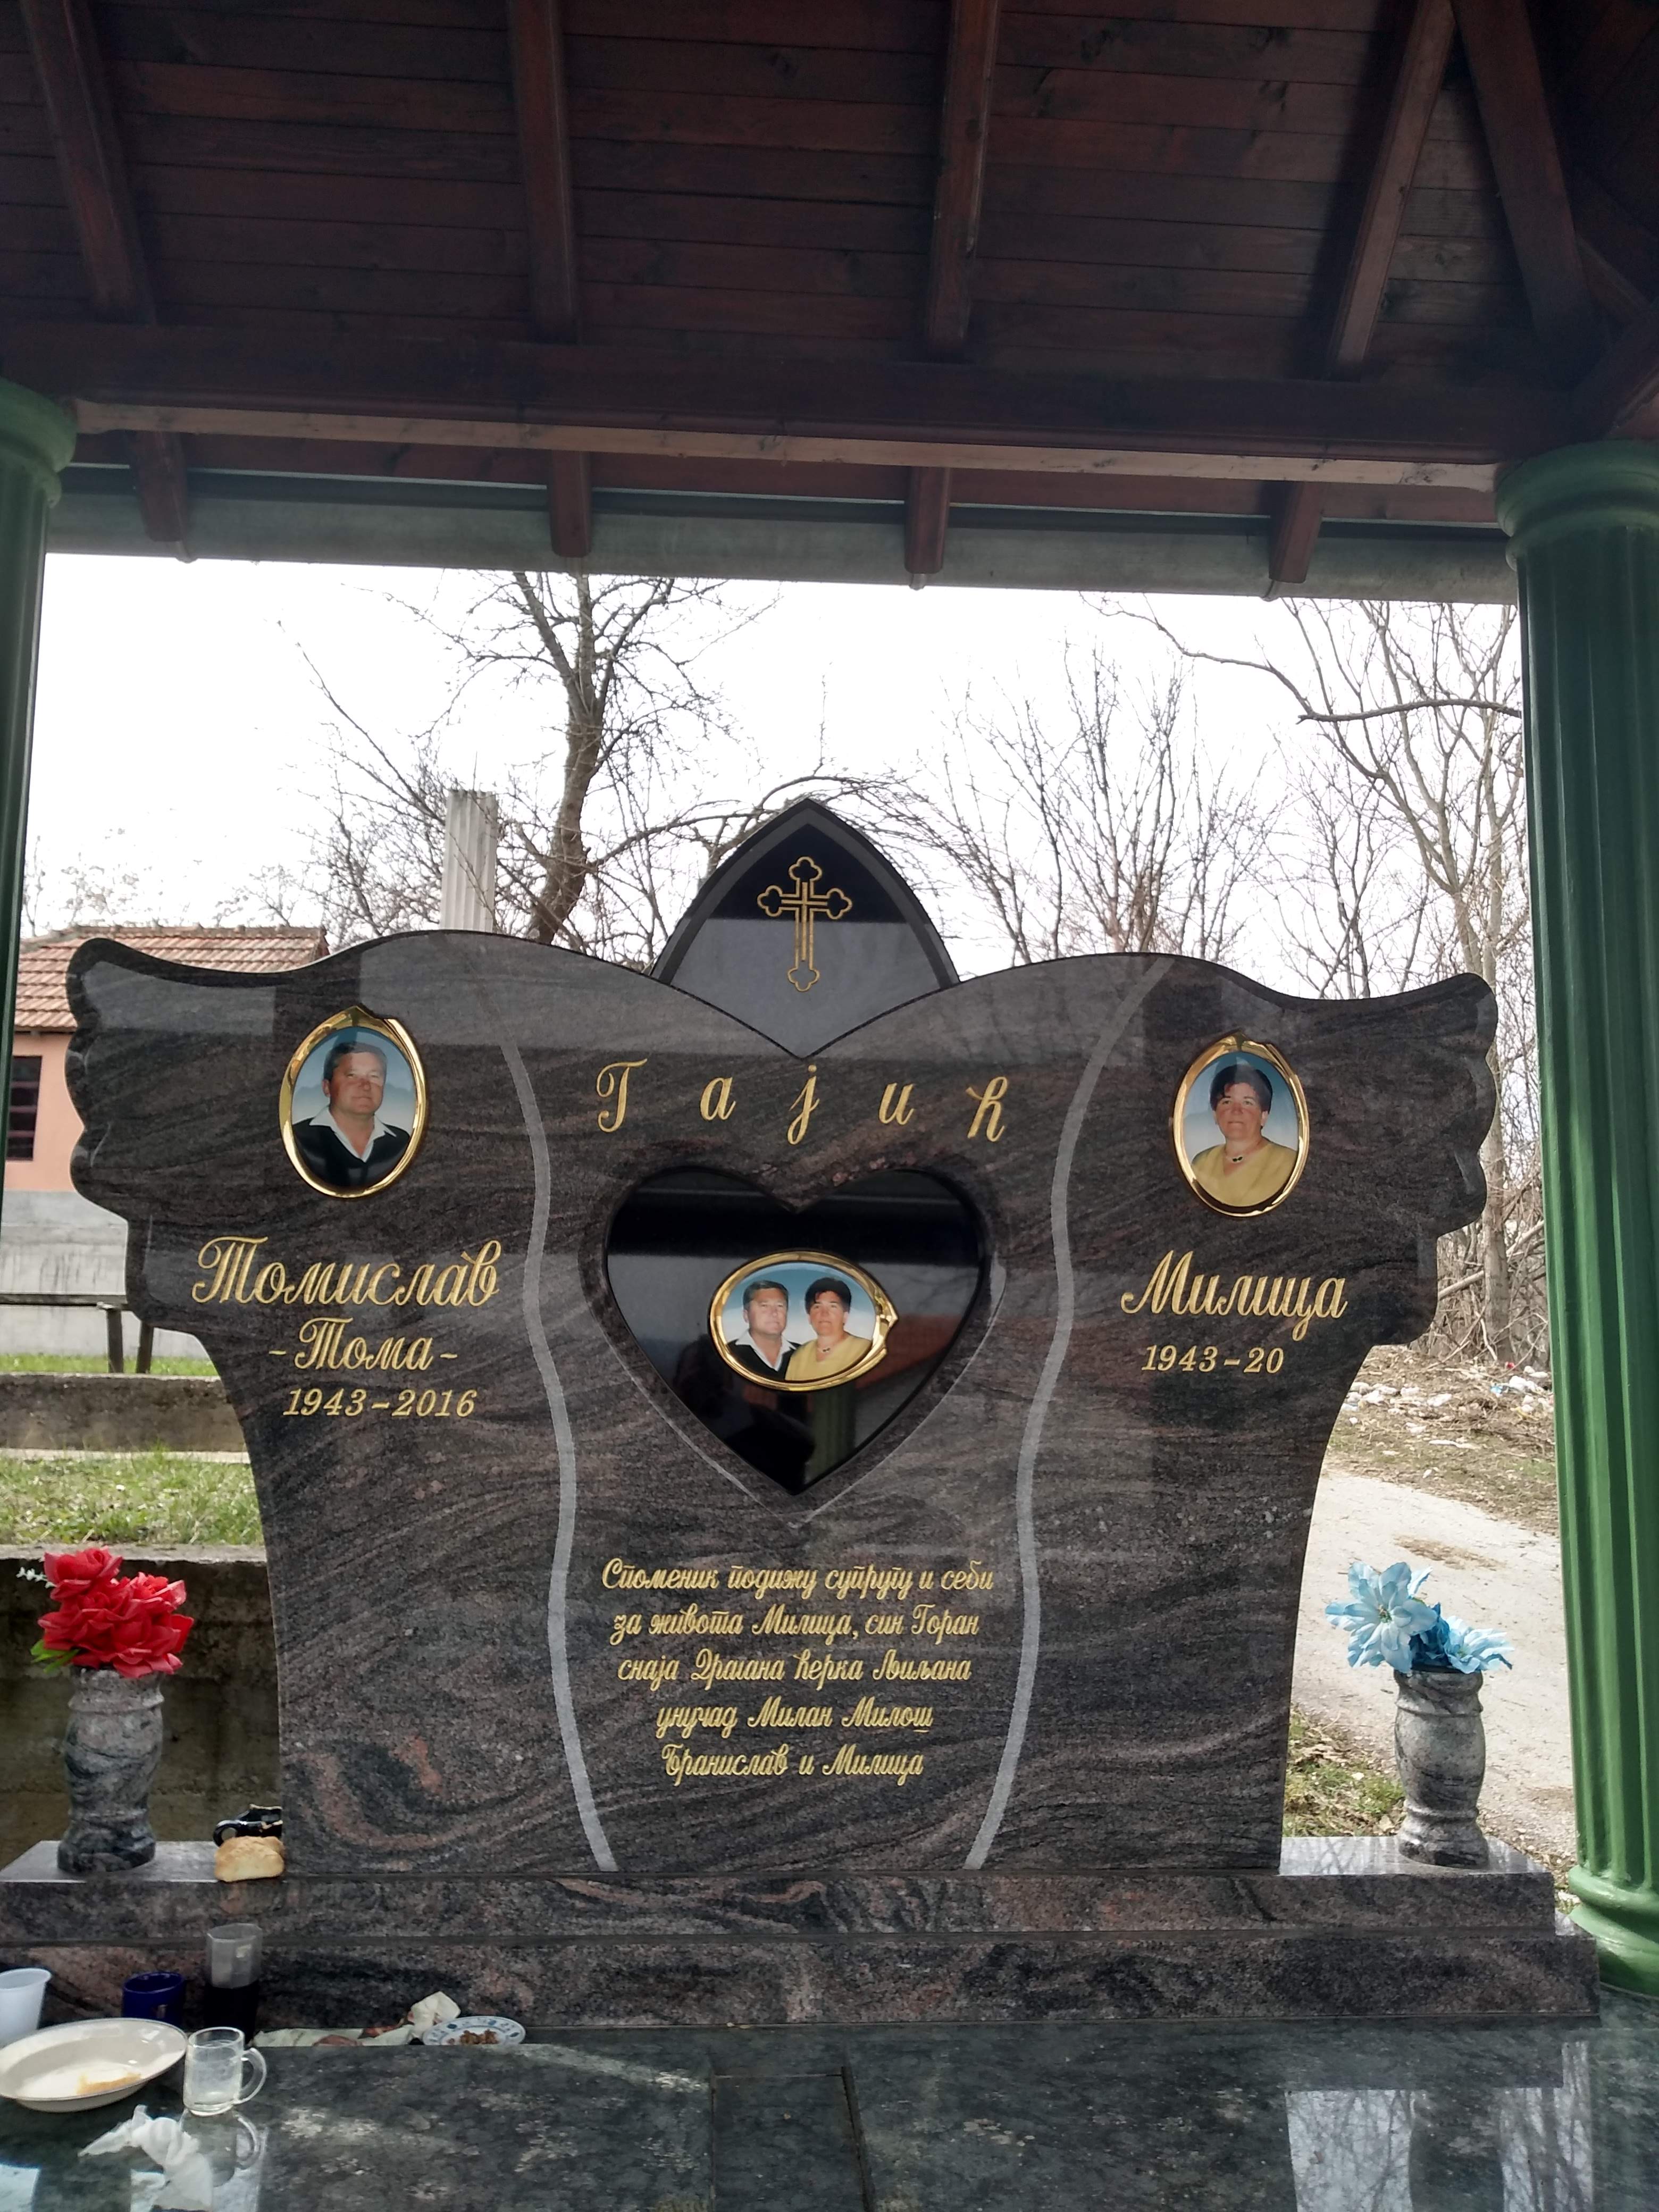 Гајић
Томислав
-Тома-
1943-2016
Милица
1943-20
Споменик подижу супругу и себи
за живота Милица, син Горан
снаја Драгана ћерка Љиљана
унучад Милан Милош
Бранислав и Милица